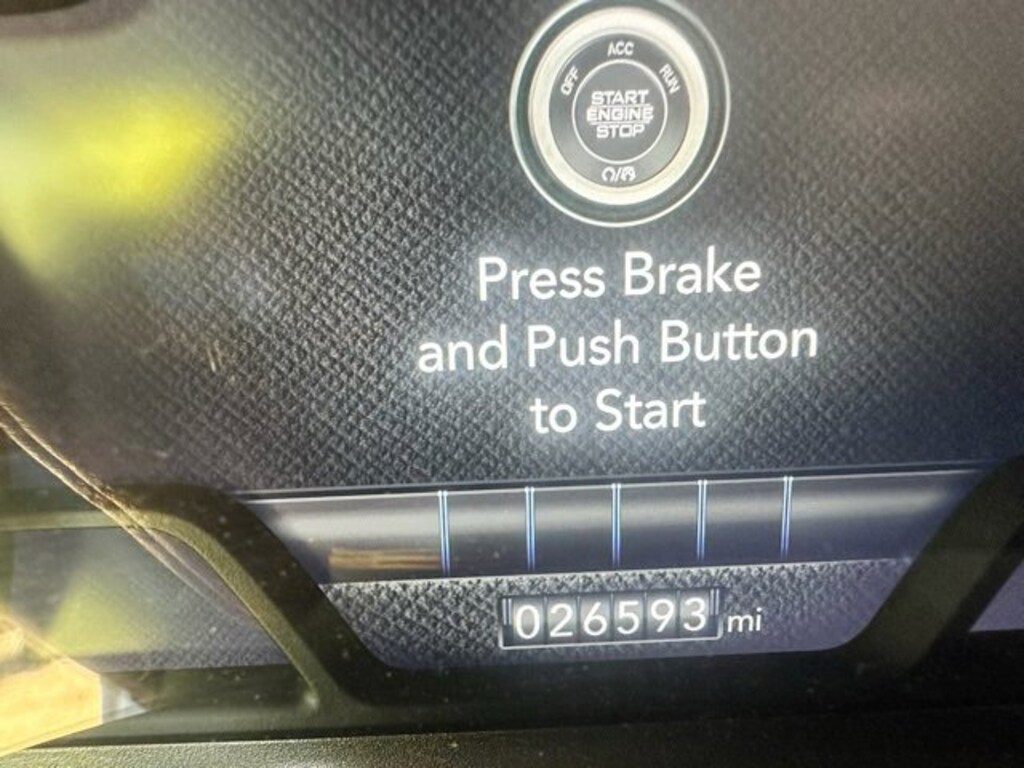 ACC
OFF
RUN
START
ENGINE
STOP
Press Brake
and Push Button
to Start
026593 mi